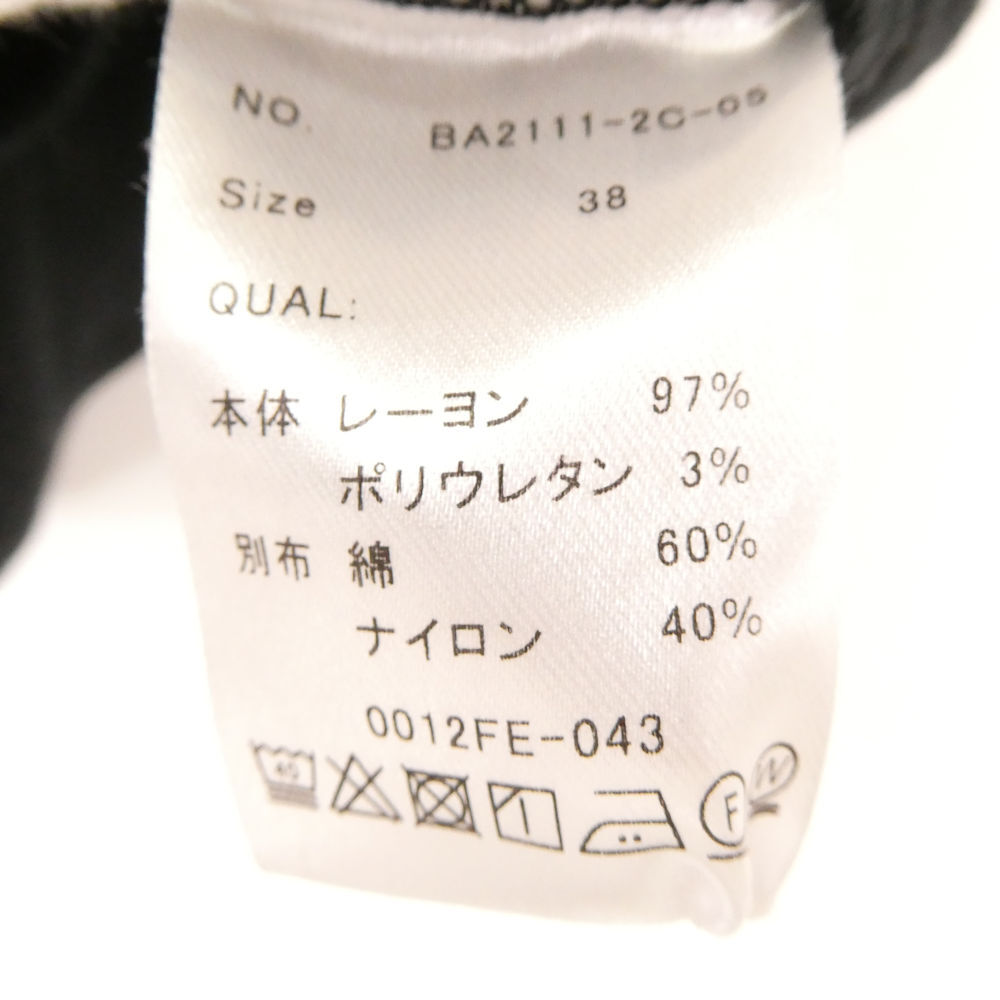 NO. BA2111-2C-05
Size 38
QUAL:
本体 レーヨン 97%
ポリウレタン 3%
別布 綿 60%
ナイロン 40%
0012FE-043
40 F W